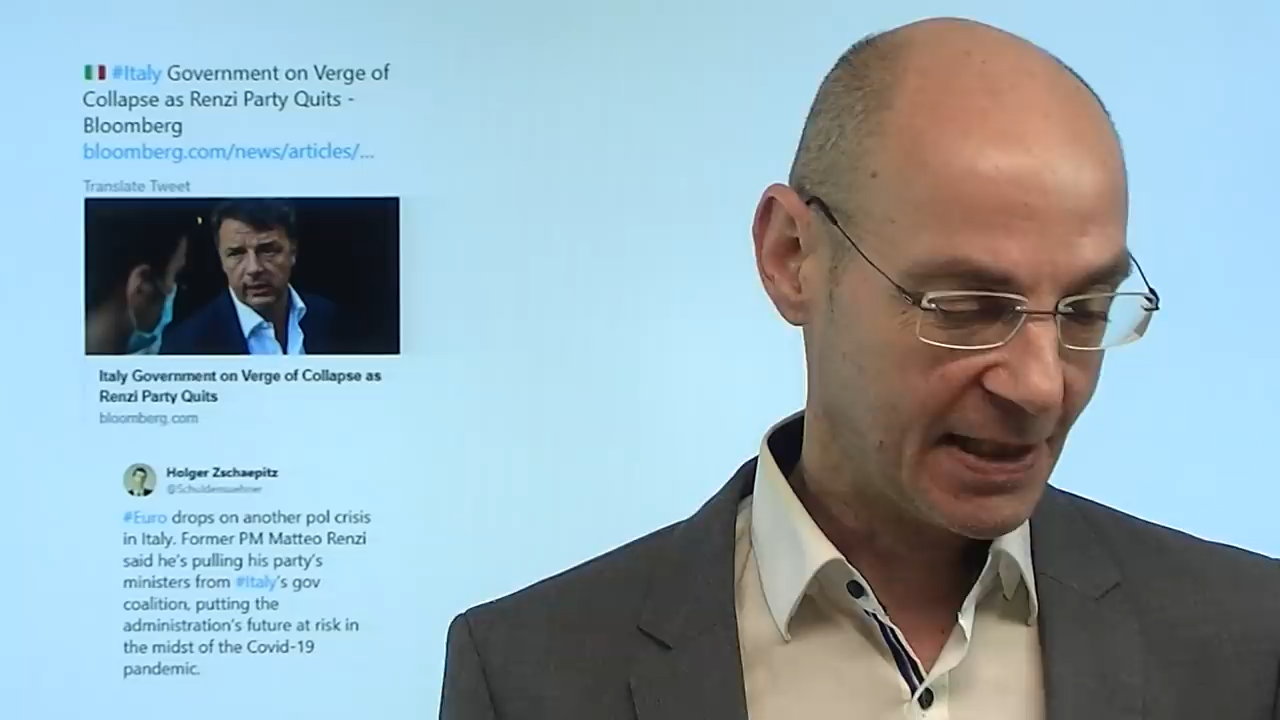 🇮🇹 #Italy Government on Verge of
Collapse as Renzi Party Quits -
Bloomberg
bloomberg.com/news/articles/...
Translate Tweet
Italy Government on Verge of Collapse as
Renzi Party Quits
bloomberg.com
Holger Zschaepitz
@Schuldensuehner
#Euro drops on another pol crisis
in Italy. Former PM Matteo Renzi
said he's pulling his party's
ministers from #Italy's gov
coalition, putting the
administration's future at risk in
the midst of the Covid-19
pandemic.